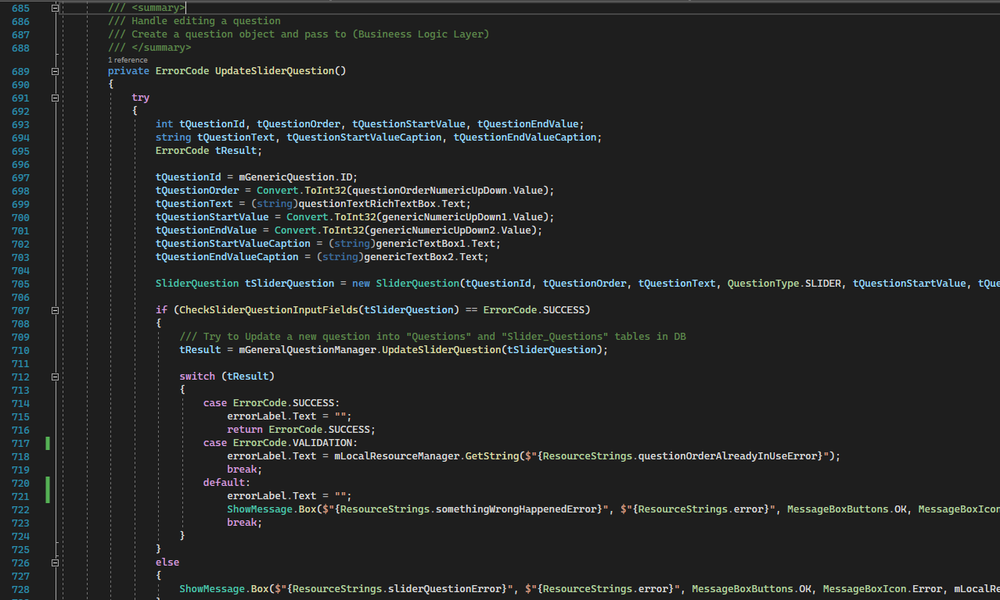 685 /// <summary>
686 /// Handle editing a question
687 /// Create a question object and pass to (Busineess Logic Layer)
688 /// </summary>
1 reference
689 private ErrorCode UpdateSliderQuestion()
690 {
691 try
692 {
693 int tQuestionId, tQuestionOrder, tQuestionStartValue, tQuestionEndValue;
694 string tQuestionText, tQuestionStartValueCaption, tQuestionEndValueCaption;
695 ErrorCode tResult;
696
697 tQuestionId = mGenericQuestion.ID;
698 tQuestionOrder = Convert.ToInt32(questionOrderNumericUpDown.Value);
699 tQuestionText = (string)questionTextRichTextBox.Text;
700 tQuestionStartValue = Convert.ToInt32(genericNumericUpDown1.Value);
701 tQuestionEndValue = Convert.ToInt32(genericNumericUpDown2.Value);
702 tQuestionStartValueCaption = (string)genericTextBox1.Text;
703 tQuestionEndValueCaption = (string)genericTextBox2.Text;
704
705 SliderQuestion tSliderQuestion = new SliderQuestion(tQuestionId, tQuestionOrder, tQuestionText, QuestionType.SLIDER, tQuestionStartValue, tQue
706
707 if (CheckSliderQuestionInputFields(tSliderQuestion) == ErrorCode.SUCCESS)
708 {
709 /// Try to Update a new question into "Questions" and "Slider_Questions" tables in DB
710 tResult = mGeneralQuestionManager.UpdateSliderQuestion(tSliderQuestion);
711
712 switch (tResult)
713 {
714 case ErrorCode.SUCCESS:
715 errorLabel.Text = "";
716 return ErrorCode.SUCCESS;
717 case ErrorCode.VALIDATION:
718 errorLabel.Text = mLocalResourceManager.GetString($"{ResourceStrings.questionOrderAlreadyInUseError}");
719 break;
720 default:
721 errorLabel.Text = "";
722 ShowMessage.Box($"{ResourceStrings.somethingWrongHappenedError}", $"{ResourceStrings.error}", MessageBoxButtons.OK, MessageBoxIcon
723 break;
724 }
725 }
726 else
727 {
728 ShowMessage.Box($"{ResourceStrings.sliderQuestionError}", $"{ResourceStrings.error}", MessageBoxButtons.OK, MessageBoxIcon.Error, mLocalRe